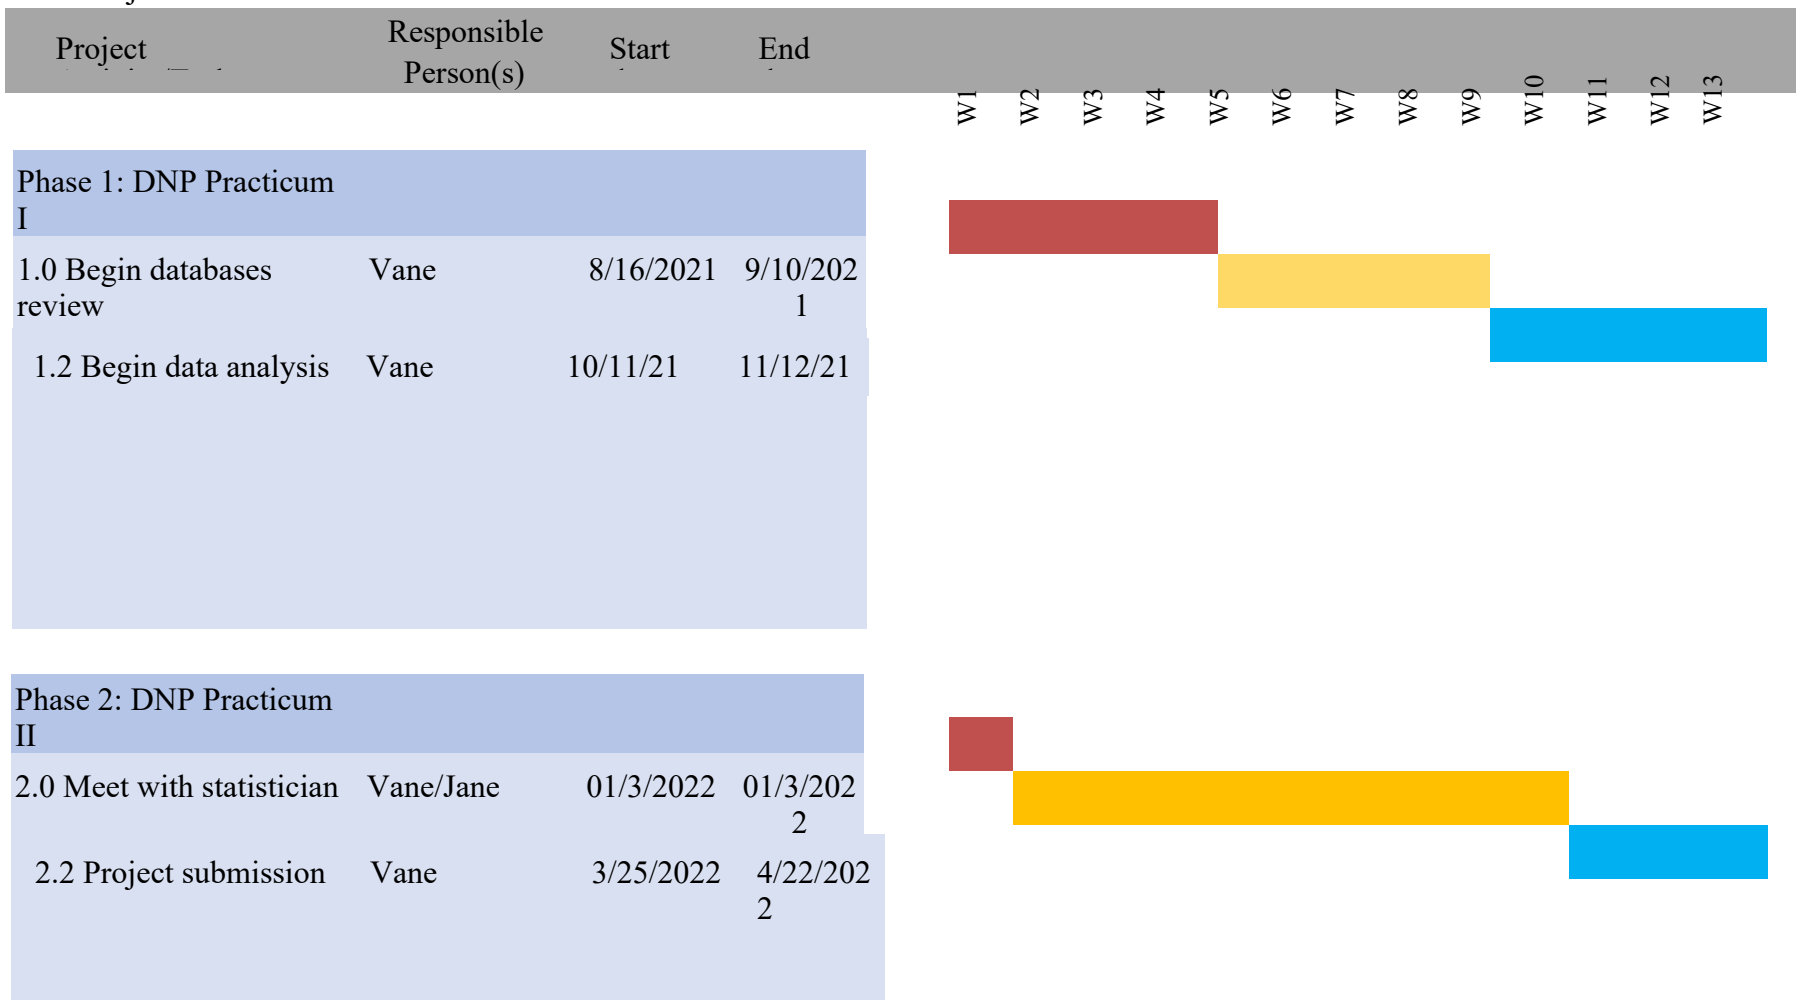 Project
Responsible
Person(s)
Start
End
W1 W2 W3 W4 W5 W6 W7 W8 W9 W10 W11 W12 W13
Phase 1: DNP Practicum
I
1.0 Begin databases
review
Vane
8/16/2021
9/10/202
1
1.2 Begin data analysis
Vane
10/11/21
11/12/21
Phase 2: DNP Practicum
II
2.0 Meet with statistician
Vane/Jane
01/3/2022
01/3/202
2
2.2 Project submission
Vane
3/25/2022
4/22/202
2